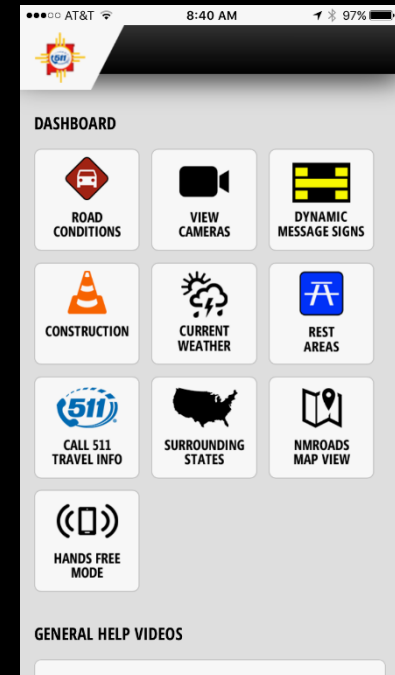 AT&T 8:40 AM 97%
511
DASHBOARD
ROAD
CONDITIONS
VIEW
CAMERAS
DYNAMIC
MESSAGE SIGNS
CONSTRUCTION
CURRENT
WEATHER
REST
AREAS
511
CALL 511
TRAVEL INFO
SURROUNDING
STATES
NMROADS
MAP VIEW
HANDS FREE
MODE
GENERAL HELP VIDEOS